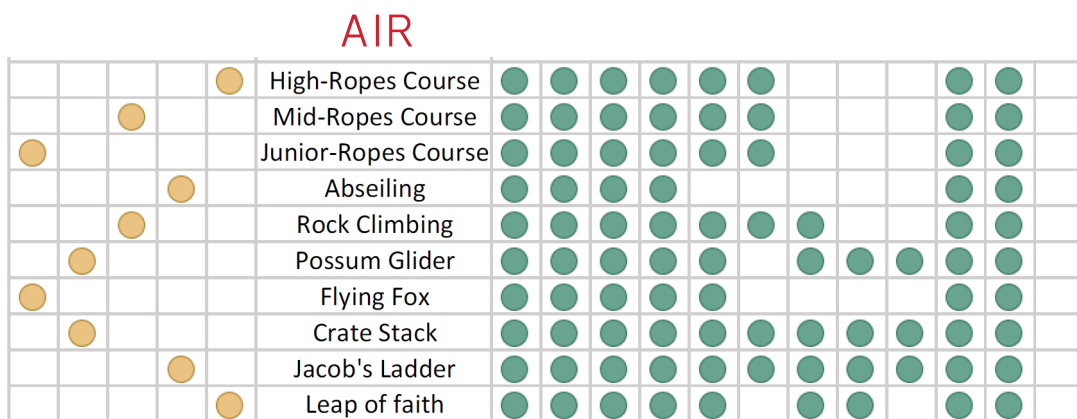 AIR
High-Ropes Course
Mid-Ropes Course
Junior-Ropes Course
Abseiling
Rock Climbing
Possum Glider
Flying Fox
Crate Stack
Jacob's Ladder
Leap of faith